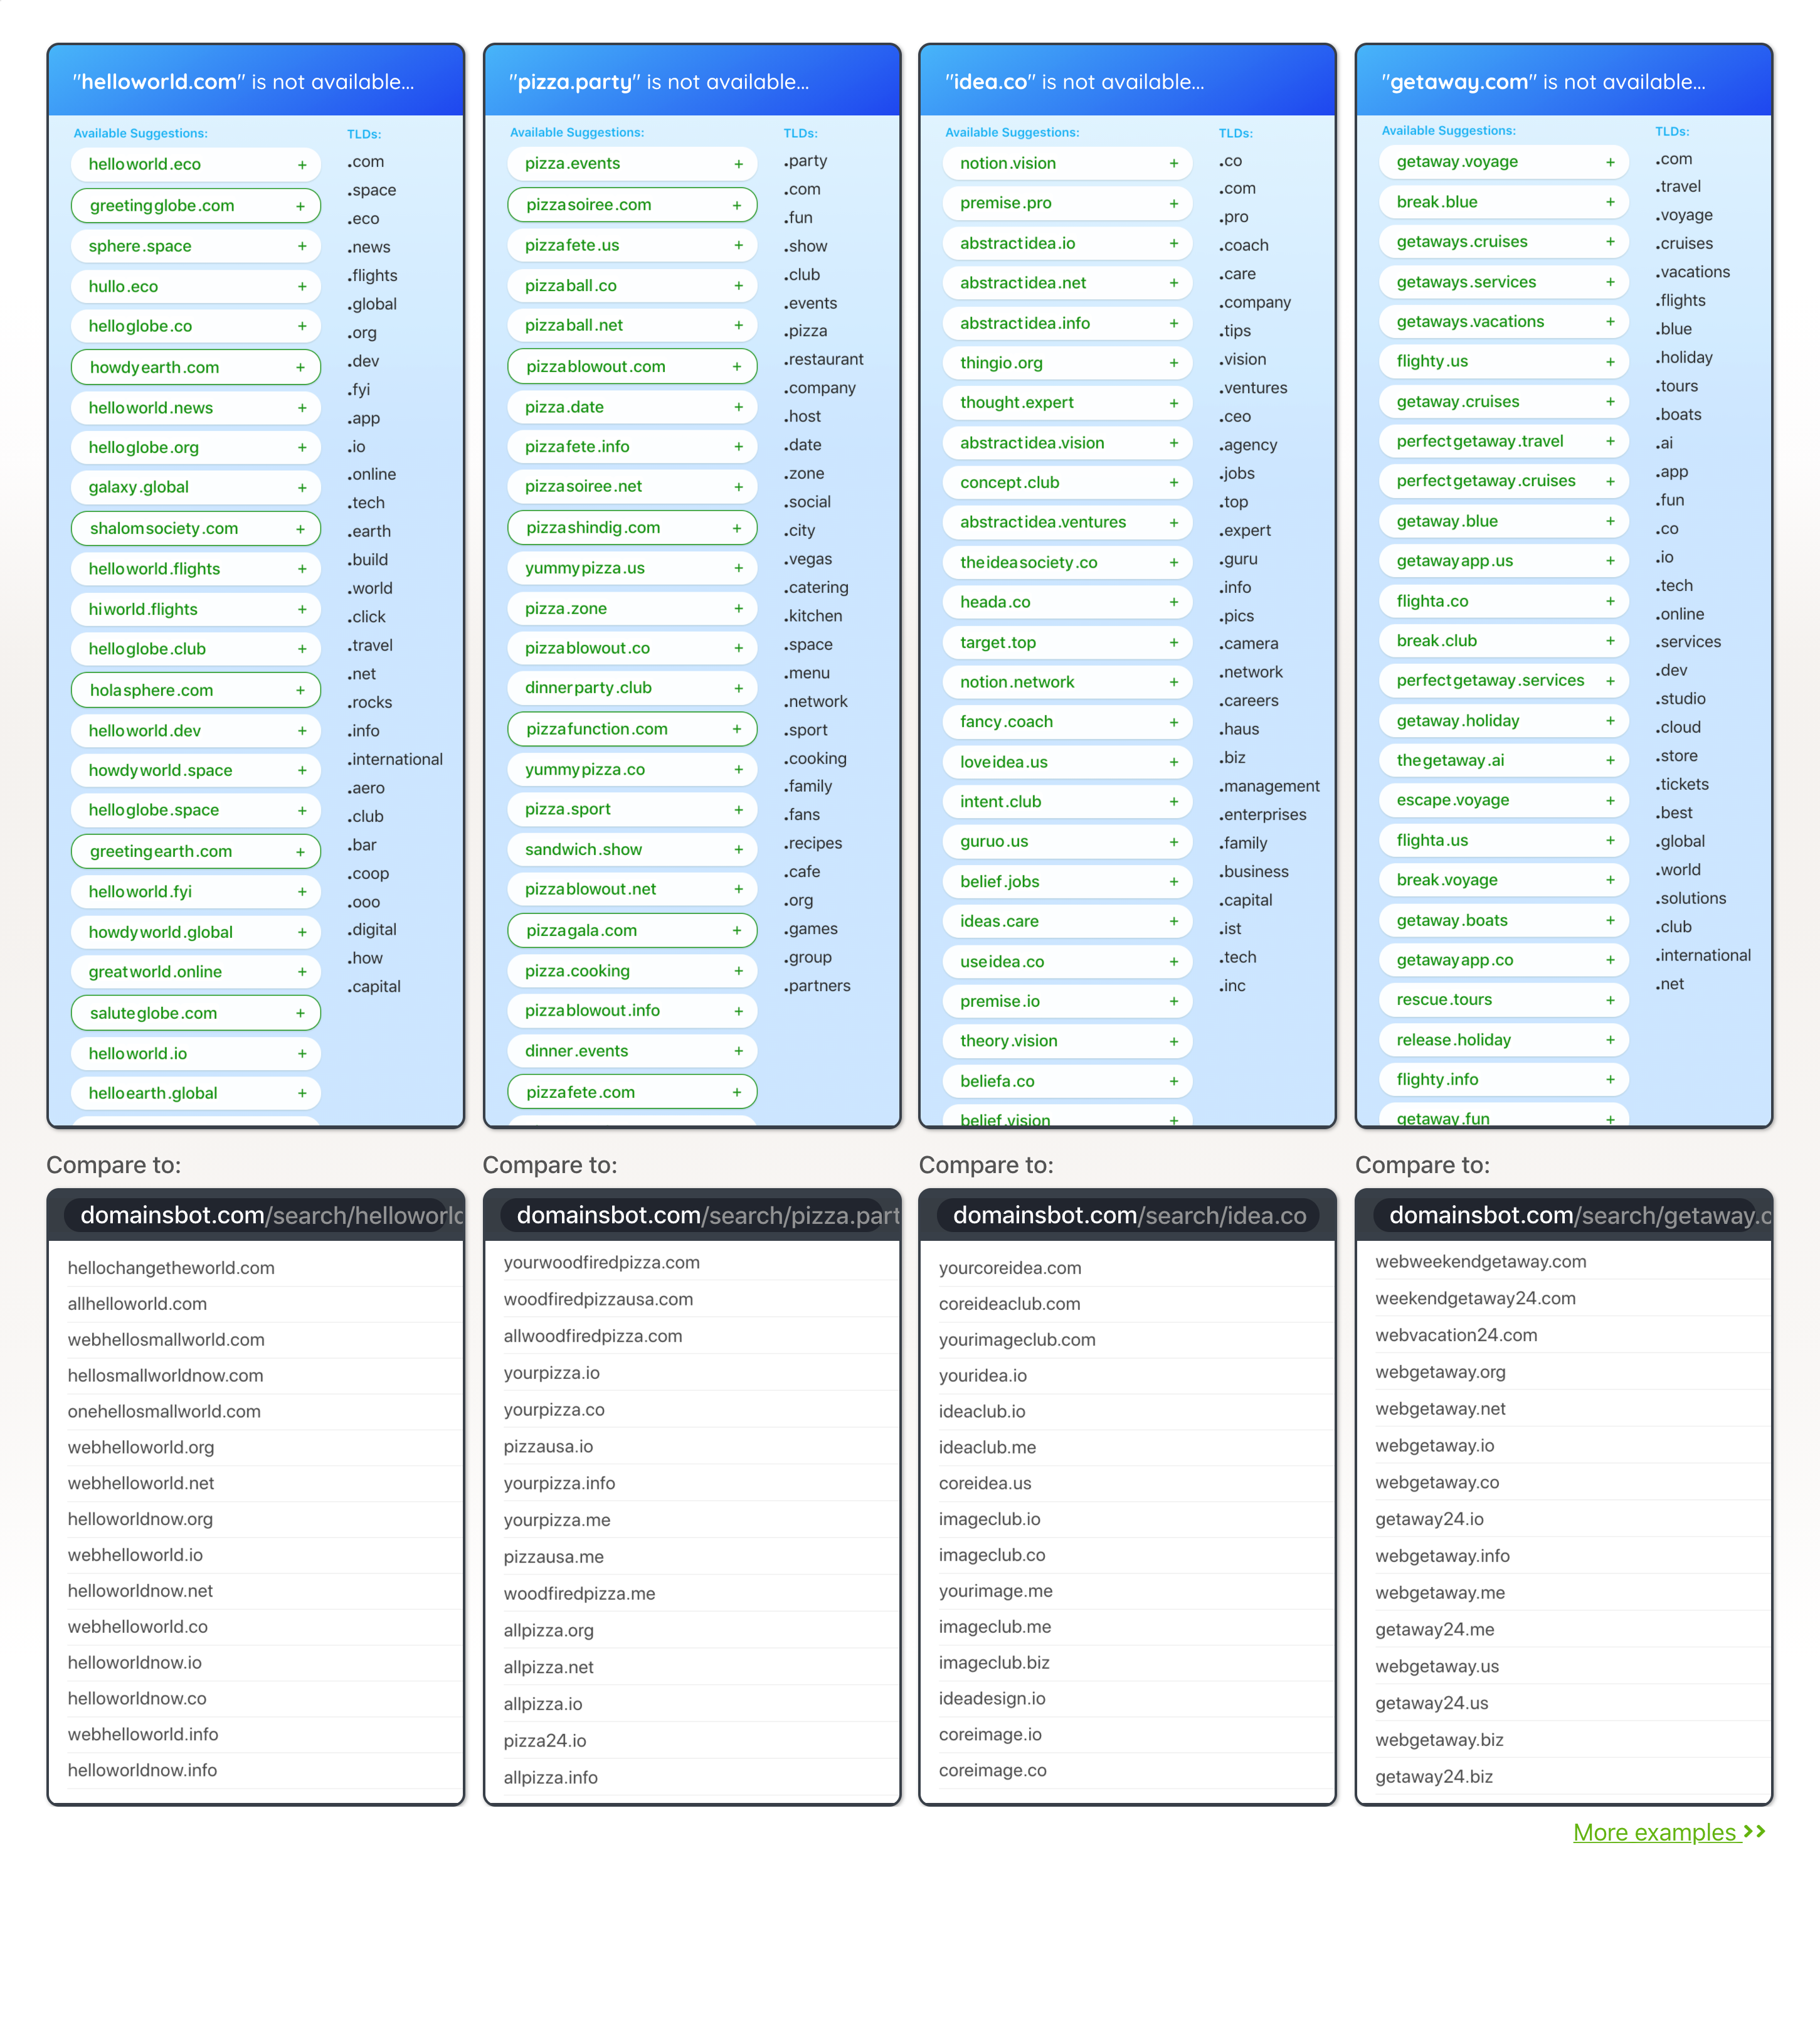 "helloworld.com" is not available...
Available Suggestions:
helloworld.eco +
greetingglobe.com +
sphere.space +
hullo.eco +
helloglobe.co +
howdyearth.com +
helloworld.news +
helloglobe.org +
galaxy.global +
shalomsociety.com +
helloworld.flights +
hiworld.flights +
helloglobe.club +
holasphere.com +
helloworld.dev +
howdyworld.space +
helloglobe.space +
greetingearth.com +
helloworld.fyi +
howdyworld.global +
greatworld.online +
saluteglobe.com +
helloworld.io +
helloearth.global +
TLDs:
.com
.space
.eco
.news
.flights
.global
.org
.dev
.fyi
.app
.io
.online
.tech
.earth
.build
.world
.click
.travel
.net
.rocks
.info
.international
.aero
.club
.bar
.coop
.ooo
.digital
.how
.capital
"pizza.party" is not available...
Available Suggestions:
pizza.events +
pizzasoiree.com +
pizzafete.us +
pizzaball.co +
pizzaball.net +
pizzablowout.com +
pizza.date +
pizzafete.info +
pizzasoiree.net +
pizzashindig.com +
yummypizza.us +
pizza.zone +
pizzablowout.co +
dinnerparty.club +
pizzafunction.com +
yummypizza.co +
pizza.sport +
sandwich.show +
pizzablowout.net +
pizzagala.com +
pizza.cooking +
pizzablowout.info +
dinner.events +
pizzafete.com +
TLDs:
.party
.com
.fun
.show
.club
.events
.pizza
.restaurant
.company
.host
.date
.zone
.social
.city
.vegas
.catering
.kitchen
.space
.menu
.network
.sport
.cooking
.family
.fans
.recipes
.cafe
.org
.games
.group
.partners
"idea.co" is not available...
Available Suggestions:
notion.vision +
premise.pro +
abstractidea.io +
abstractidea.net +
abstractidea.info +
thingio.org +
thought.expert +
abstractidea.vision +
concept.club +
abstractidea.ventures +
theideasociety.co +
heada.co +
target.top +
notion.network +
fancy.coach +
loveidea.us +
intent.club +
guruo.us +
belief.jobs +
ideas.care +
useidea.co +
premise.io +
theory.vision +
beliefa.co +
belief.vision +
TLDs:
.co
.com
.pro
.coach
.care
.company
.tips
.vision
.ventures
.ceo
.agency
.jobs
.top
.expert
.guru
.info
.pics
.camera
.network
.careers
.haus
.biz
.management
.enterprises
.family
.business
.capital
.ist
.tech
.inc
"getaway.com" is not available...
Available Suggestions:
getaway.voyage +
break.blue +
getaways.cruises +
getaways.services +
getaways.vacations +
flighty.us +
getaway.cruises +
perfectgetaway.travel +
perfectgetaway.cruises +
getaway.blue +
getawayapp.us +
flighta.co +
break.club +
perfectgetaway.services +
getaway.holiday +
thegetaway.ai +
escape.voyage +
flighta.us +
break.voyage +
getaway.boats +
getawayapp.co +
rescue.tours +
release.holiday +
flighty.info +
getaway.fun +
TLDs:
.com
.travel
.voyage
.cruises
.vacations
.flights
.blue
.holiday
.tours
.boats
.ai
.app
.fun
.co
.io
.tech
.online
.services
.dev
.studio
.cloud
.store
.tickets
.best
.global
.world
.solutions
.club
.international
.net
Compare to:
domainsbot.com/search/helloworld
hellochangetheworld.com
allhelloworld.com
webhellosmallworld.com
hellosmallworldnow.com
onehellosmallworld.com
webhelloworld.org
webhelloworld.net
helloworldnow.org
webhelloworld.io
helloworldnow.net
webhelloworld.co
helloworldnow.io
helloworldnow.co
webhelloworld.info
helloworldnow.info
Compare to:
domainsbot.com/search/pizza.part
yourwoodfiredpizza.com
woodfiredpizzausa.com
allwoodfiredpizza.com
yourpizza.io
yourpizza.co
pizzausa.io
yourpizza.info
yourpizza.me
pizzausa.me
woodfiredpizza.me
allpizza.org
allpizza.net
allpizza.io
pizza24.io
allpizza.info
Compare to:
domainsbot.com/search/idea.co
yourcoreidea.com
coreideaclub.com
yourimageclub.com
youridea.io
ideaclub.io
ideaclub.me
coreidea.us
imageclub.io
imageclub.co
yourimage.me
imageclub.me
imageclub.biz
ideadesign.io
coreimage.io
coreimage.co
Compare to:
domainsbot.com/search/getaway.c
webweekendgetaway.com
weekendgetaway24.com
webvacation24.com
webgetaway.org
webgetaway.net
webgetaway.io
webgetaway.co
getaway24.io
webgetaway.info
webgetaway.me
getaway24.me
webgetaway.us
getaway24.us
webgetaway.biz
getaway24.biz
More examples >>